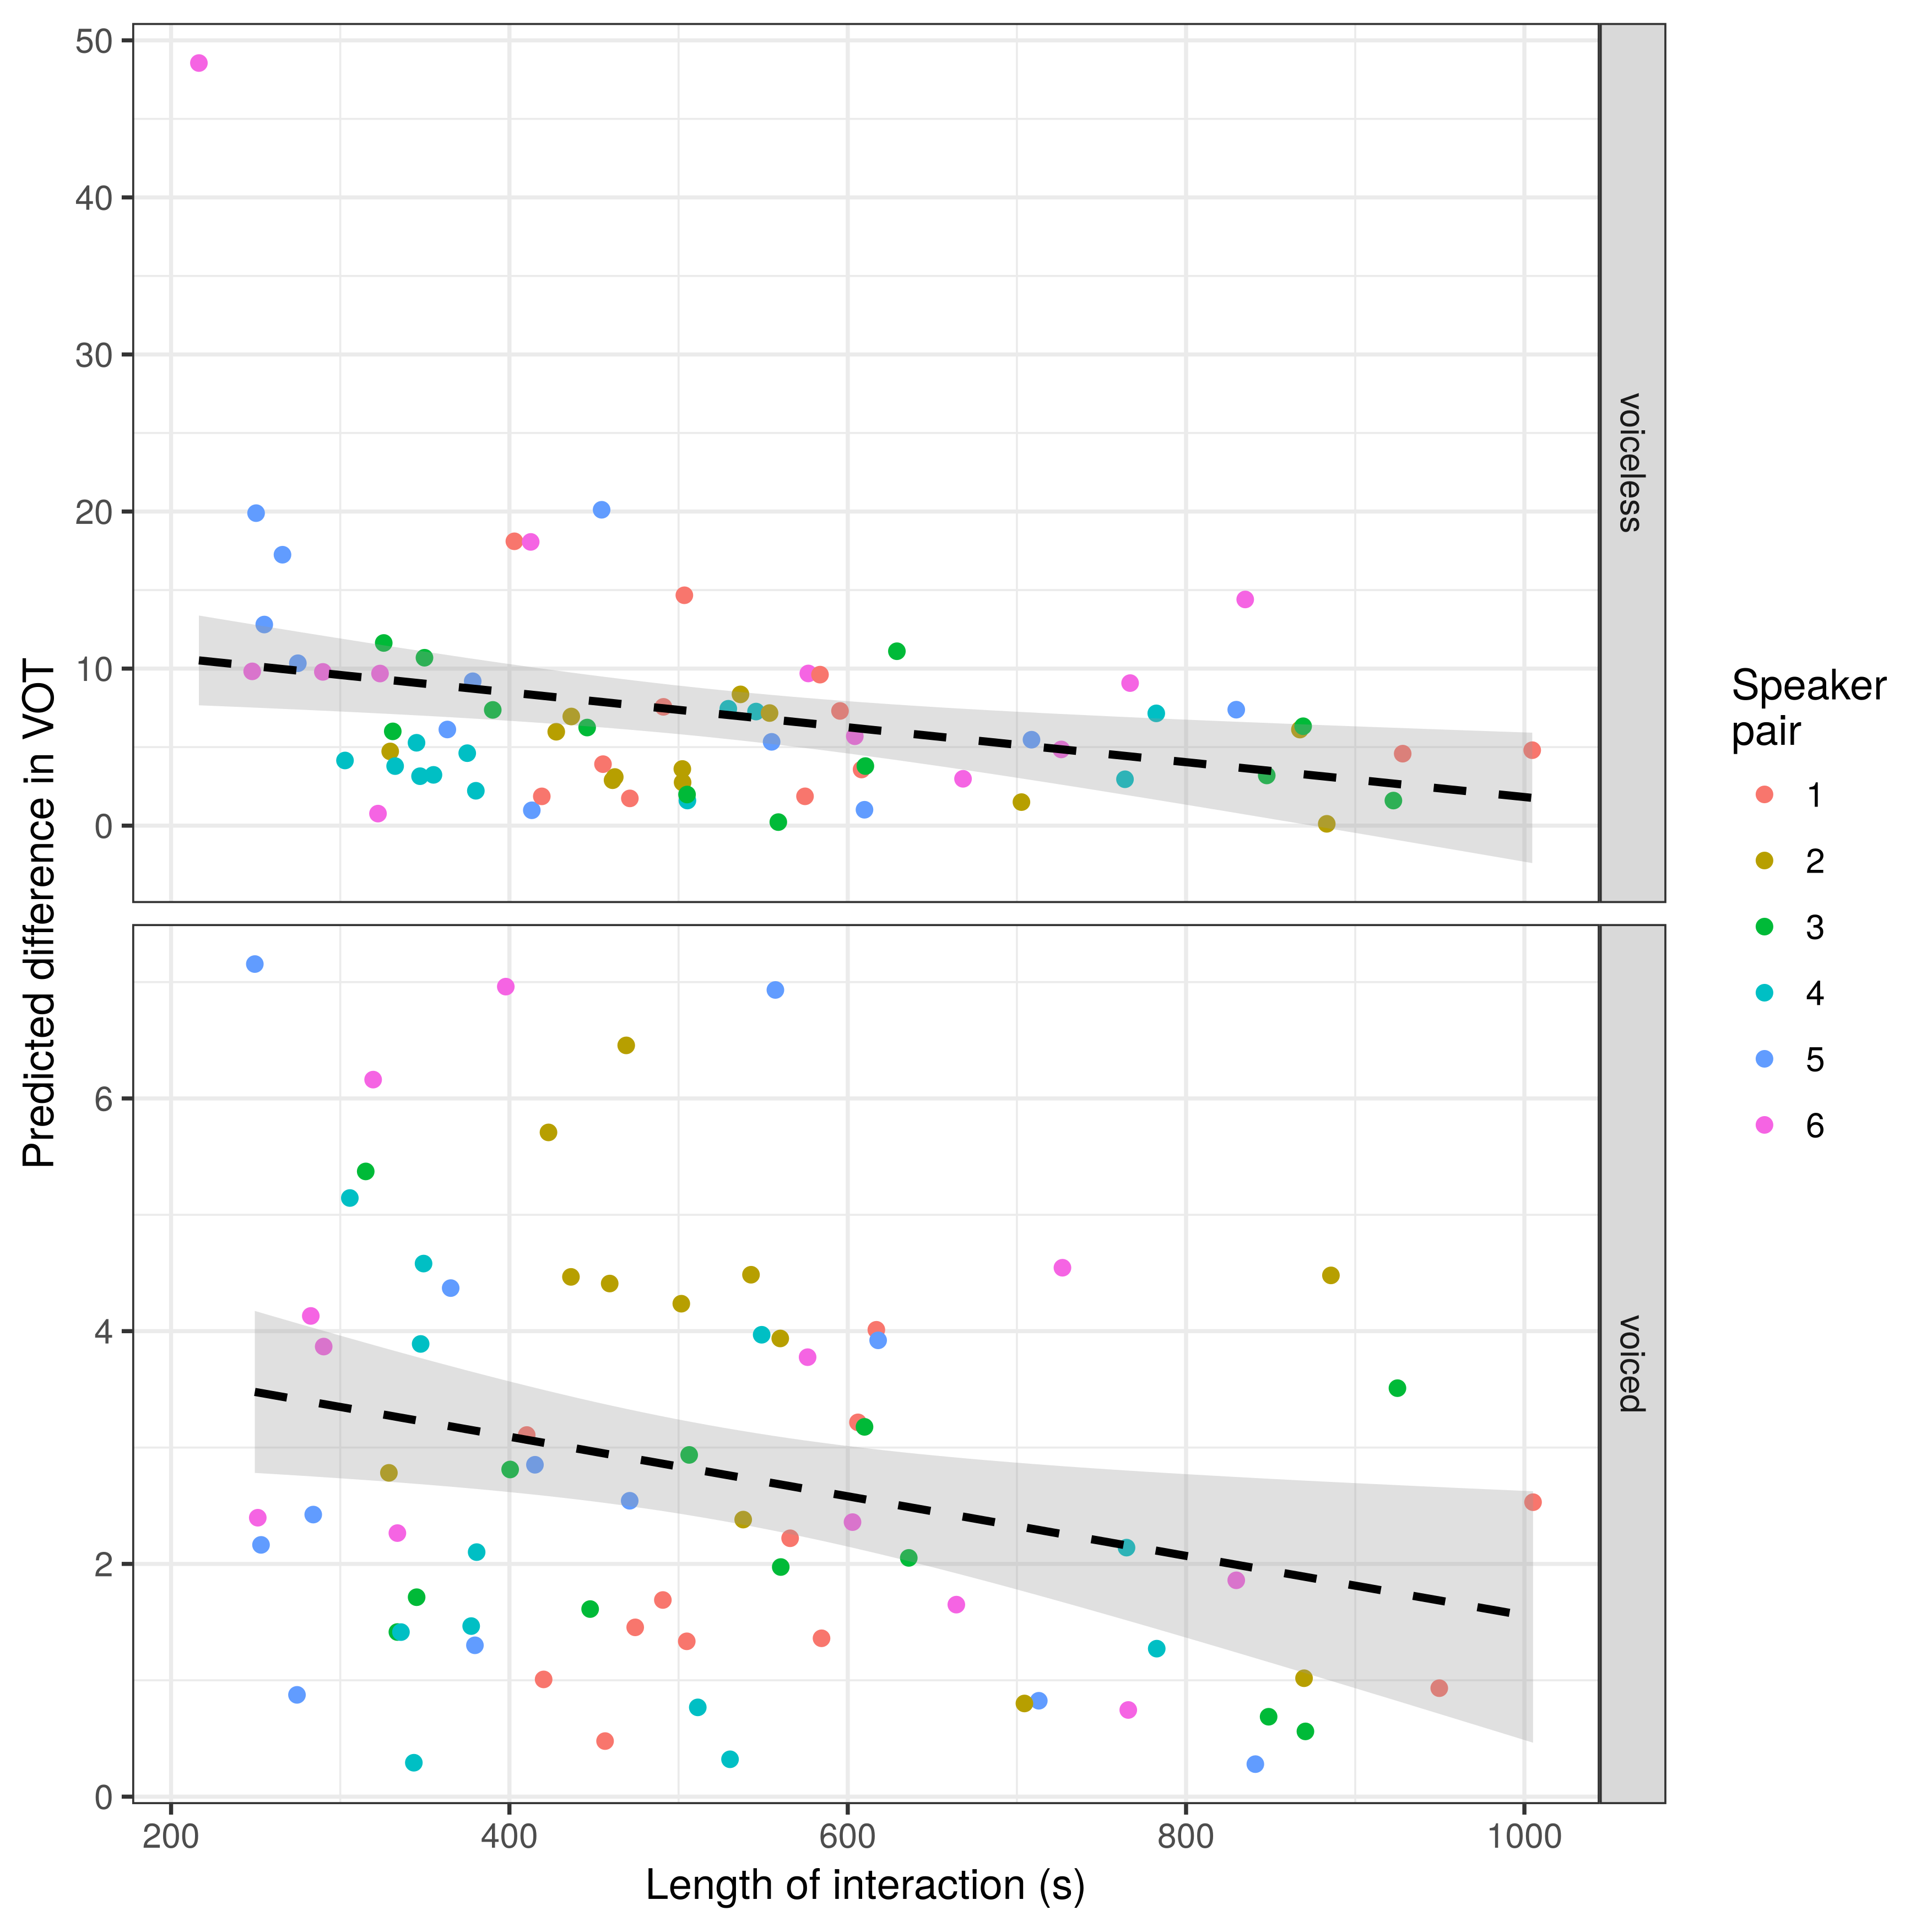 50
40
30
20
10
0
voiceless
6
4
2
0
voiced
200 400 600 800 1000
Length of interaction (s)
Predicted difference in VOT
Speaker
pair
1
2
3
4
5
6